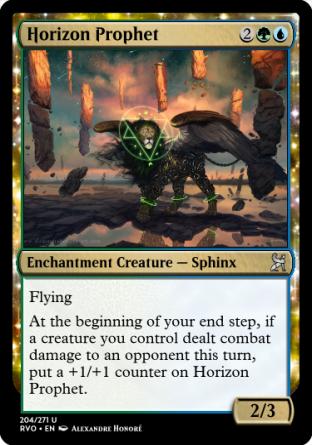 Horizon Prophet 2
Enchantment Creature — Sphinx
Flying
At the beginning of your end step, if
a creature you control dealt combat
damage to an opponent this turn,
put a +1/+1 counter on Horizon
Prophet.
2/3
204/271 U
RVO • EN Alexandre Honoré